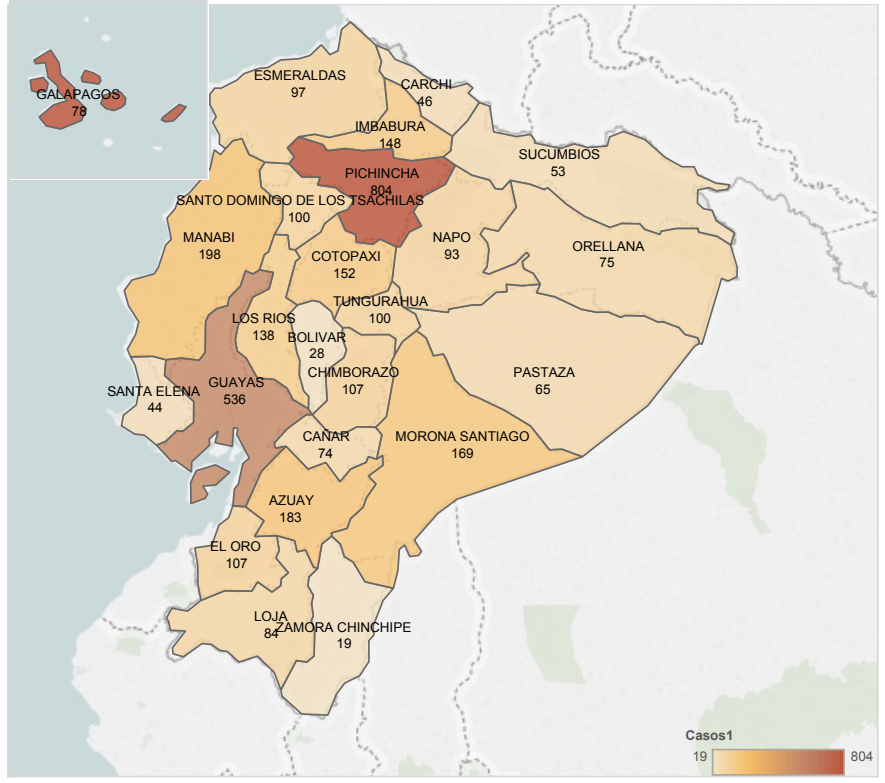 ESMERALDAS
97
CARCHI
46
GALAPAGOS
78
IMBABURA
148
SUCUMBIOS
53
PICHINCHA
804
SANTO DOMINGO DE LOS TSACHILAS
100
MANABI
198
NAPO
93
ORELLANA
75
COTOPAXI
152
TUNGURAHUA
100
LOS RIOS
138
BOLIVAR
28
CHIMBORAZO
107
PASTAZA
65
GUAYAS
536
SANTA ELENA
44
CAÑAR
74
MORONA SANTIAGO
169
AZUAY
183
EL ORO
107
LOJA
84
ZAMORA CHINCHIPE
19
Casos1
19 804